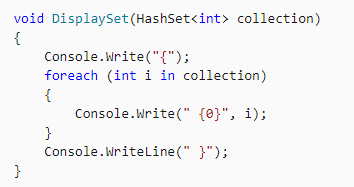 void DisplaySet(HashSet<int> collection)
{
    Console.Write("{");
    foreach (int i in collection)
    {
        Console.Write(" {0}", i);
    }
    Console.WriteLine(" }");
}